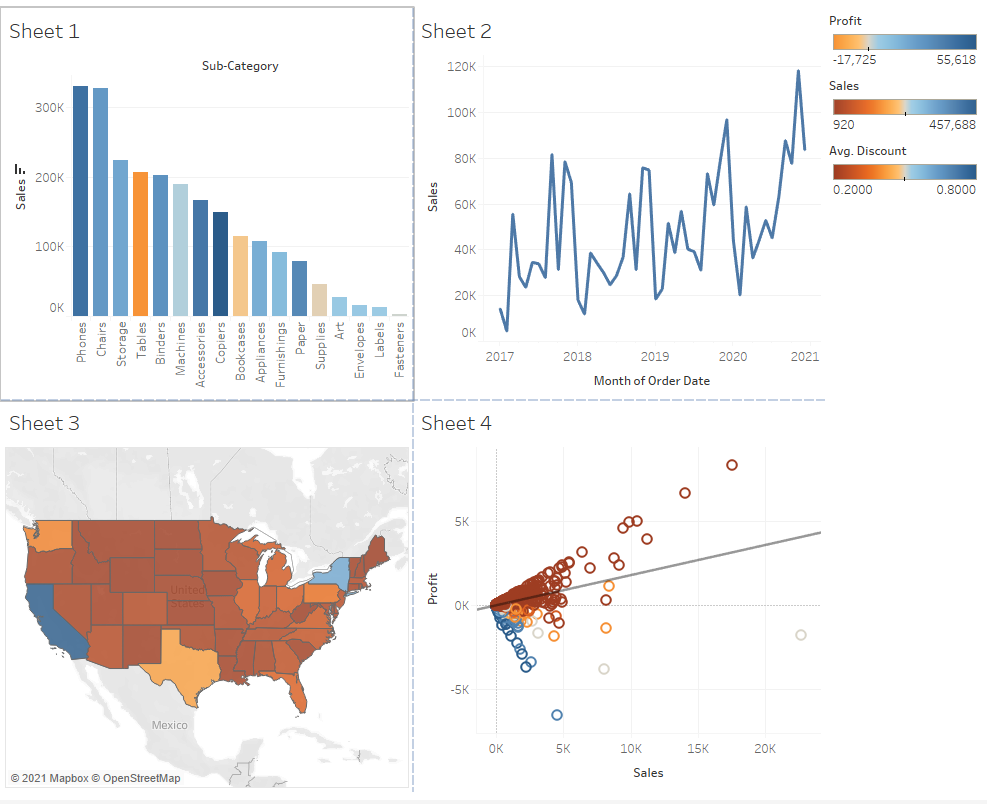 Sheet 1
Sub-Category
Sales
300K
200K
100K
0K
Phones
Chairs
Storage
Tables
Binders
Machines
Accessories
Copiers
Bookcases
Appliances
Furnishings
Paper
Supplies
Art
Envelopes
Labels
Fasteners
Sheet 2
Sales
120K
100K
80K
60K
40K
20K
0K
2017
2018
2019
2020
2021
Month of Order Date
Profit
-17,725
55,618
Sales
920
457,688
Avg. Discount
0.2000
0.8000
Sheet 3
United
States
Mexico
© 2021 Mapbox © OpenStreetMap
Sheet 4
Profit
5K
0K
-5K
0K
5K
10K
15K
20K
Sales